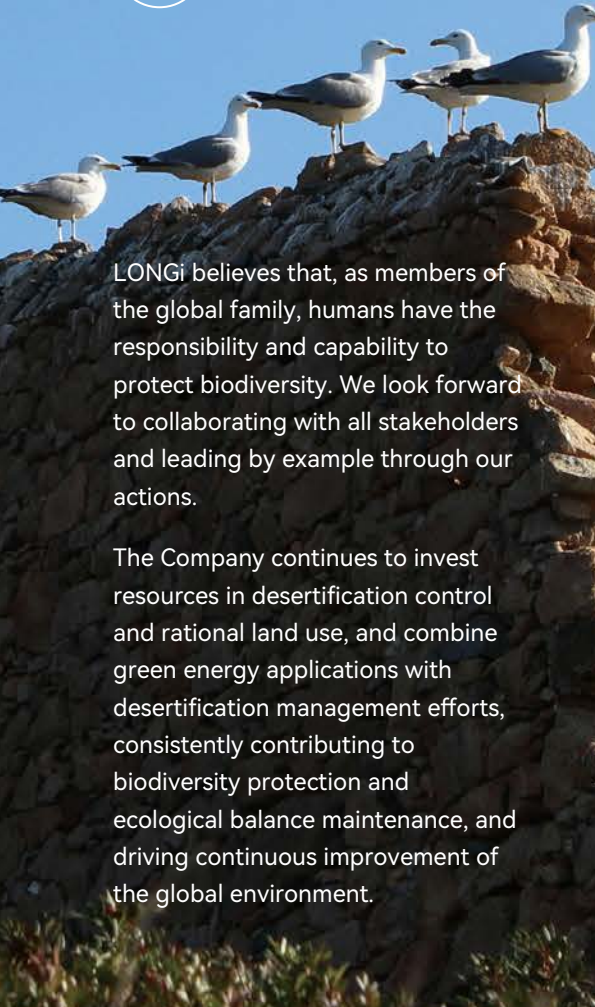 LONGi believes that, as members of
the global family, humans have the
responsibility and capability to
protect biodiversity. We look forward
to collaborating with all stakeholders
and leading by example through our
actions.
The Company continues to invest
resources in desertification control
and rational land use, and combine
green energy applications with
desertification management efforts,
consistently contributing to
biodiversity protection and
ecological balance maintenance, and
driving continuous improvement of
the global environment.